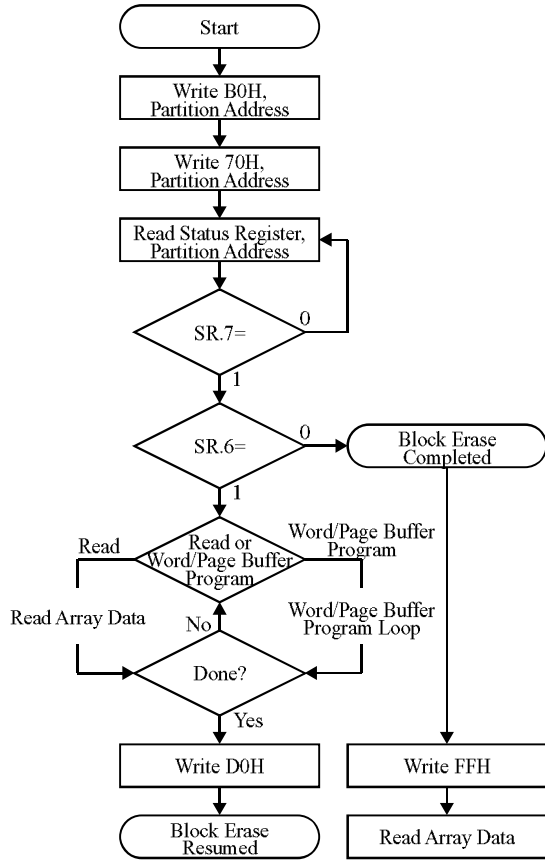 Start
Write B0H,
Partition Address
Write 70H,
Partition Address
Read Status Register,
Partition Address
SR.7=
0
1
SR.6=
0
Block Erase
Completed
1
Read
Read or
Word/Page Buffer
Program
Word/Page Buffer
Program
Read Array Data
Word/Page Buffer
Program Loop
No
Done?
Yes
Write D0H
Write FFH
Block Erase
Resumed
Read Array Data